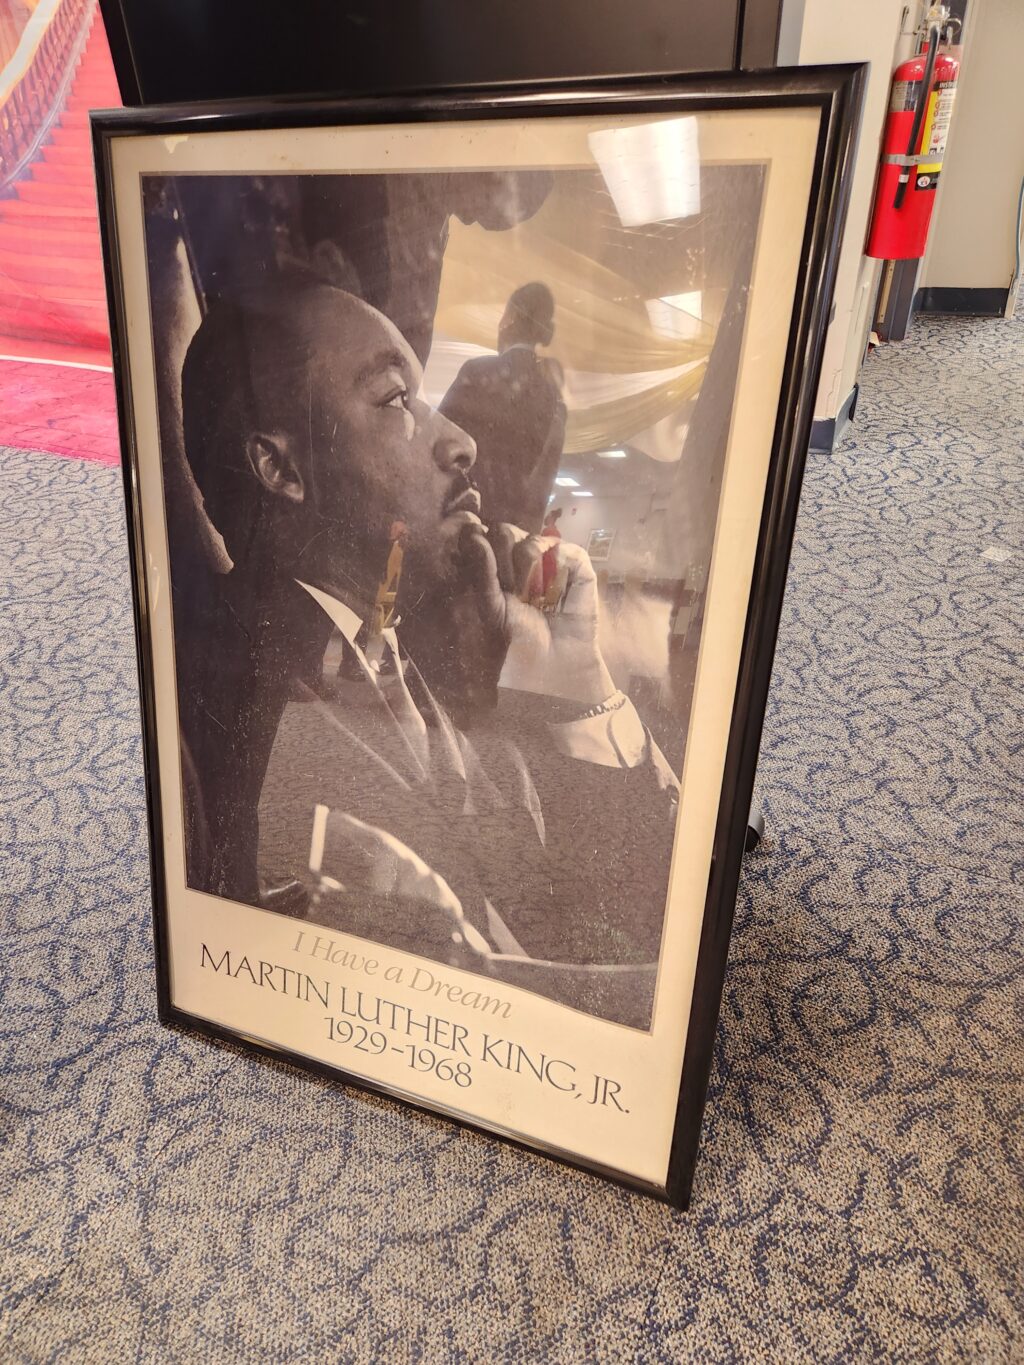 I Have a Dream
MARTIN LUTHER KING, JR.
1929-1968